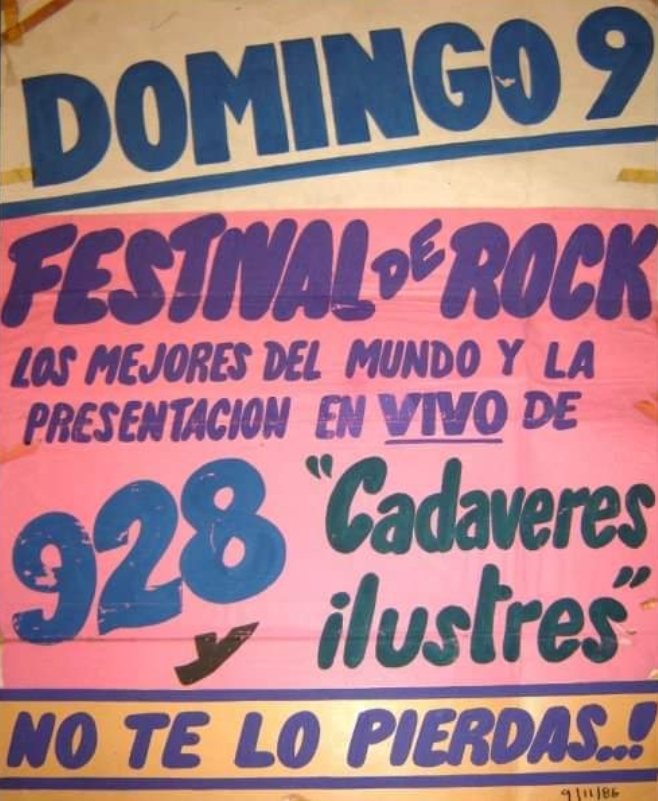 DOMINGO 9
FESTIVAL DE ROCK
LOS MEJORES DEL MUNDO Y LA
PRESENTACION EN VIVO DE
928 y
"Cadaveres
ilustres"
NO TE LO PIERDAS...!
9/11/86